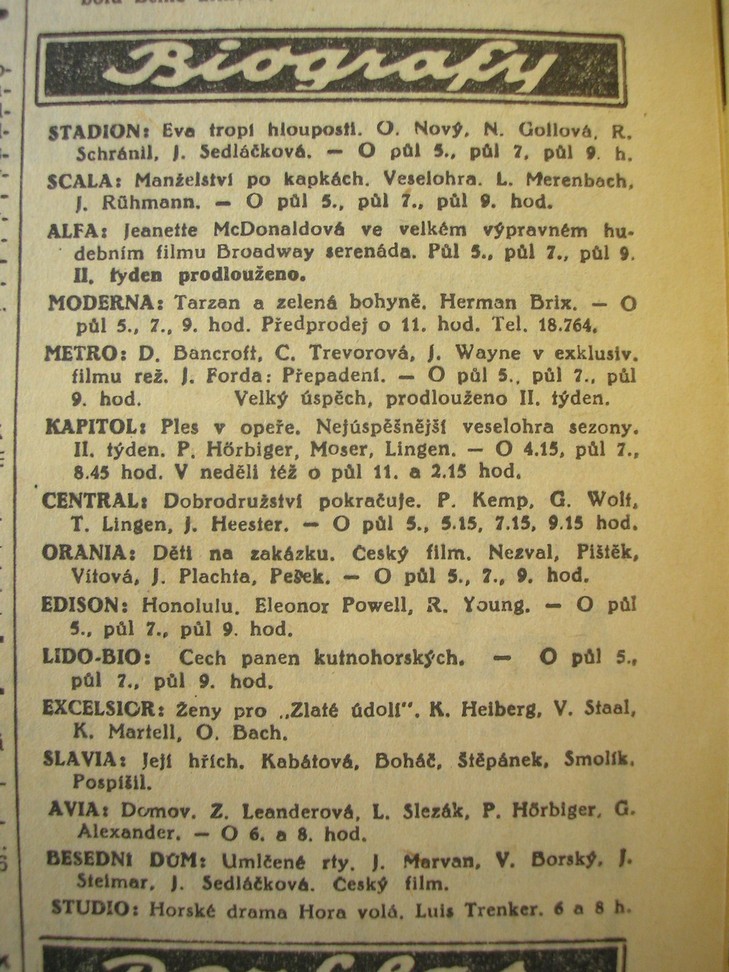 Biografy
STADION: Eva tropí hlouposti. O. Nový, N. Gollová, R.
Schránil, J. Sedláčková. — O půl 5., půl 7, půl 9. h.
SCALA: Manželství po kapkách. Veselohra. L. Merenbach,
J. Rühmann. — O půl 5., půl 7., půl 9. hod.
ALFA: Jeanette McDonaldová ve velkém výpravném hu-
debním filmu Broadway serenáda. Půl 5., půl 7., půl 9.
II. týden prodlouženo.
MODERNA: Tarzan a zelená bohyně. Herman Brix. — O
půl 5., 7., 9. hod. Předprodej o 11. hod. Tel. 18.764.
METRO: D. Bancroft, C. Trevorová, J. Wayne v exklusiv.
filmu rež. J. Forda: Přepadení. — O půl 5., půl 7., půl
9. hod. Velký úspěch, prodlouženo II. týden.
KAPITOL: Ples v opeře. Nejúspěšnější veselohra sezony.
II. týden. P. Hörbiger, Moser, Lingen. — O 4.15, půl 7.,
8.45 hod. V neděli též o půl 11. a 2.15 hod.
CENTRAL: Dobrodružství pokračuje. P. Kemp, G. Wolf,
T. Lingen, J. Heester. — O půl 5., 5.15, 7.15, 9.15 hod.
ORANIA: Děti na zakázku. Český film. Nezval, Pištěk,
Vítová, J. Plachta, Pešek. — O půl 5., 7., 9. hod.
EDISON: Honolulu. Eleonor Powell, R. Young. — O půl
5., půl 7., půl 9. hod.
LIDO-BIO: Cech panen kutnohorských. — O půl 5.,
půl 7., půl 9. hod.
EXCELSIOR: Ženy pro „Zlaté údolí". K. Heiberg, V. Staal,
K. Martell, O. Bach.
SLAVIA: Její hřích. Kabátová, Boháč, Štěpánek, Smolík,
Pospíšil.
AVIA: Domov. Z. Leanderová, L. Slezák, P. Hörbiger, G.
Alexander. — O 6. a 8. hod.
BESEDNÍ DŮM: Umlčené rty. J. Marvan, V. Borský, J.
Steimar, J. Sedláčková. Český film.
STUDIO: Horské drama Hora volá. Luis Trenker. 6 a 8 h.